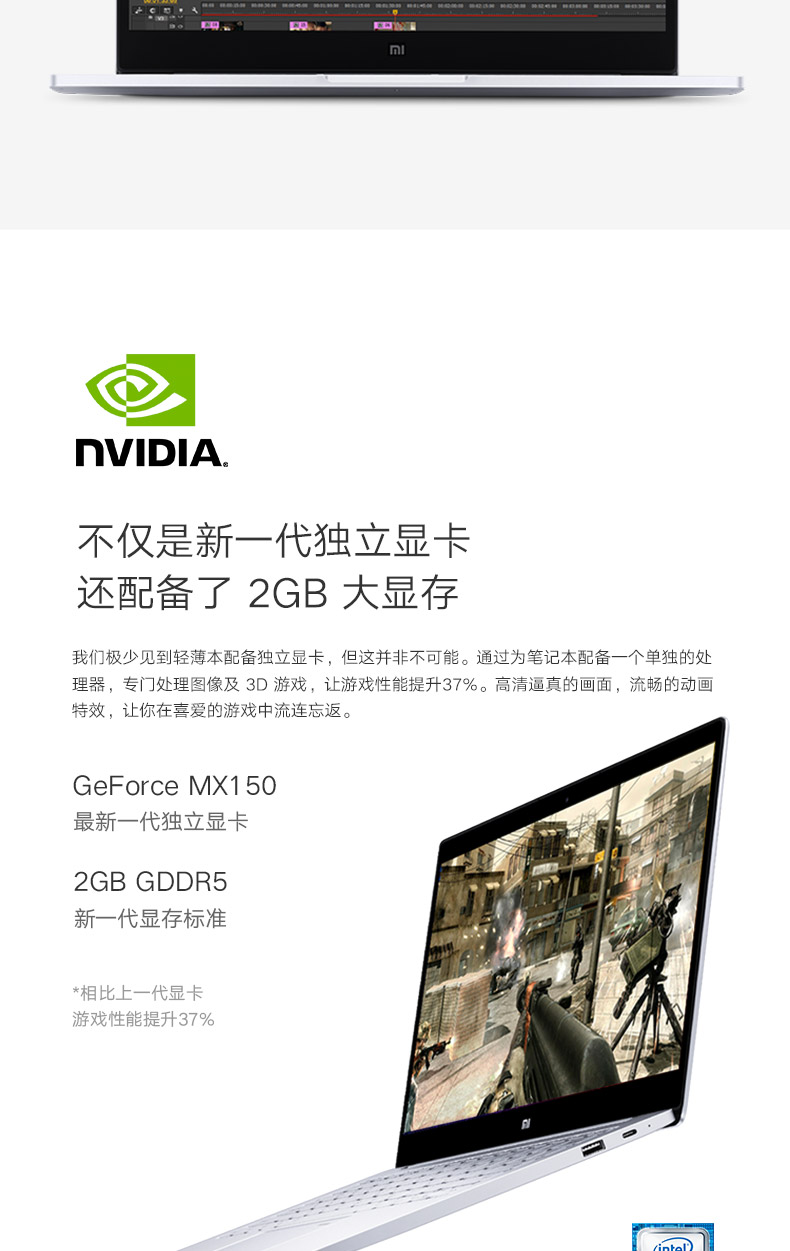 mi
NVIDIA.
不仅是新一代独立显卡
还配备了 2GB 大显存
我们极少见到轻薄本配备独立显卡，但这并非不可能。通过为笔记本配备一个单独的处
理器，专门处理图像及 3D 游戏，让游戏性能提升37%。高清逼真的画面，流畅的动画
特效，让你在喜爱的游戏中流连忘返。
GeForce MX150
最新一代独立显卡
2GB GDDR5
新一代显存标准
*相比上一代显卡
游戏性能提升37%
mi
intel